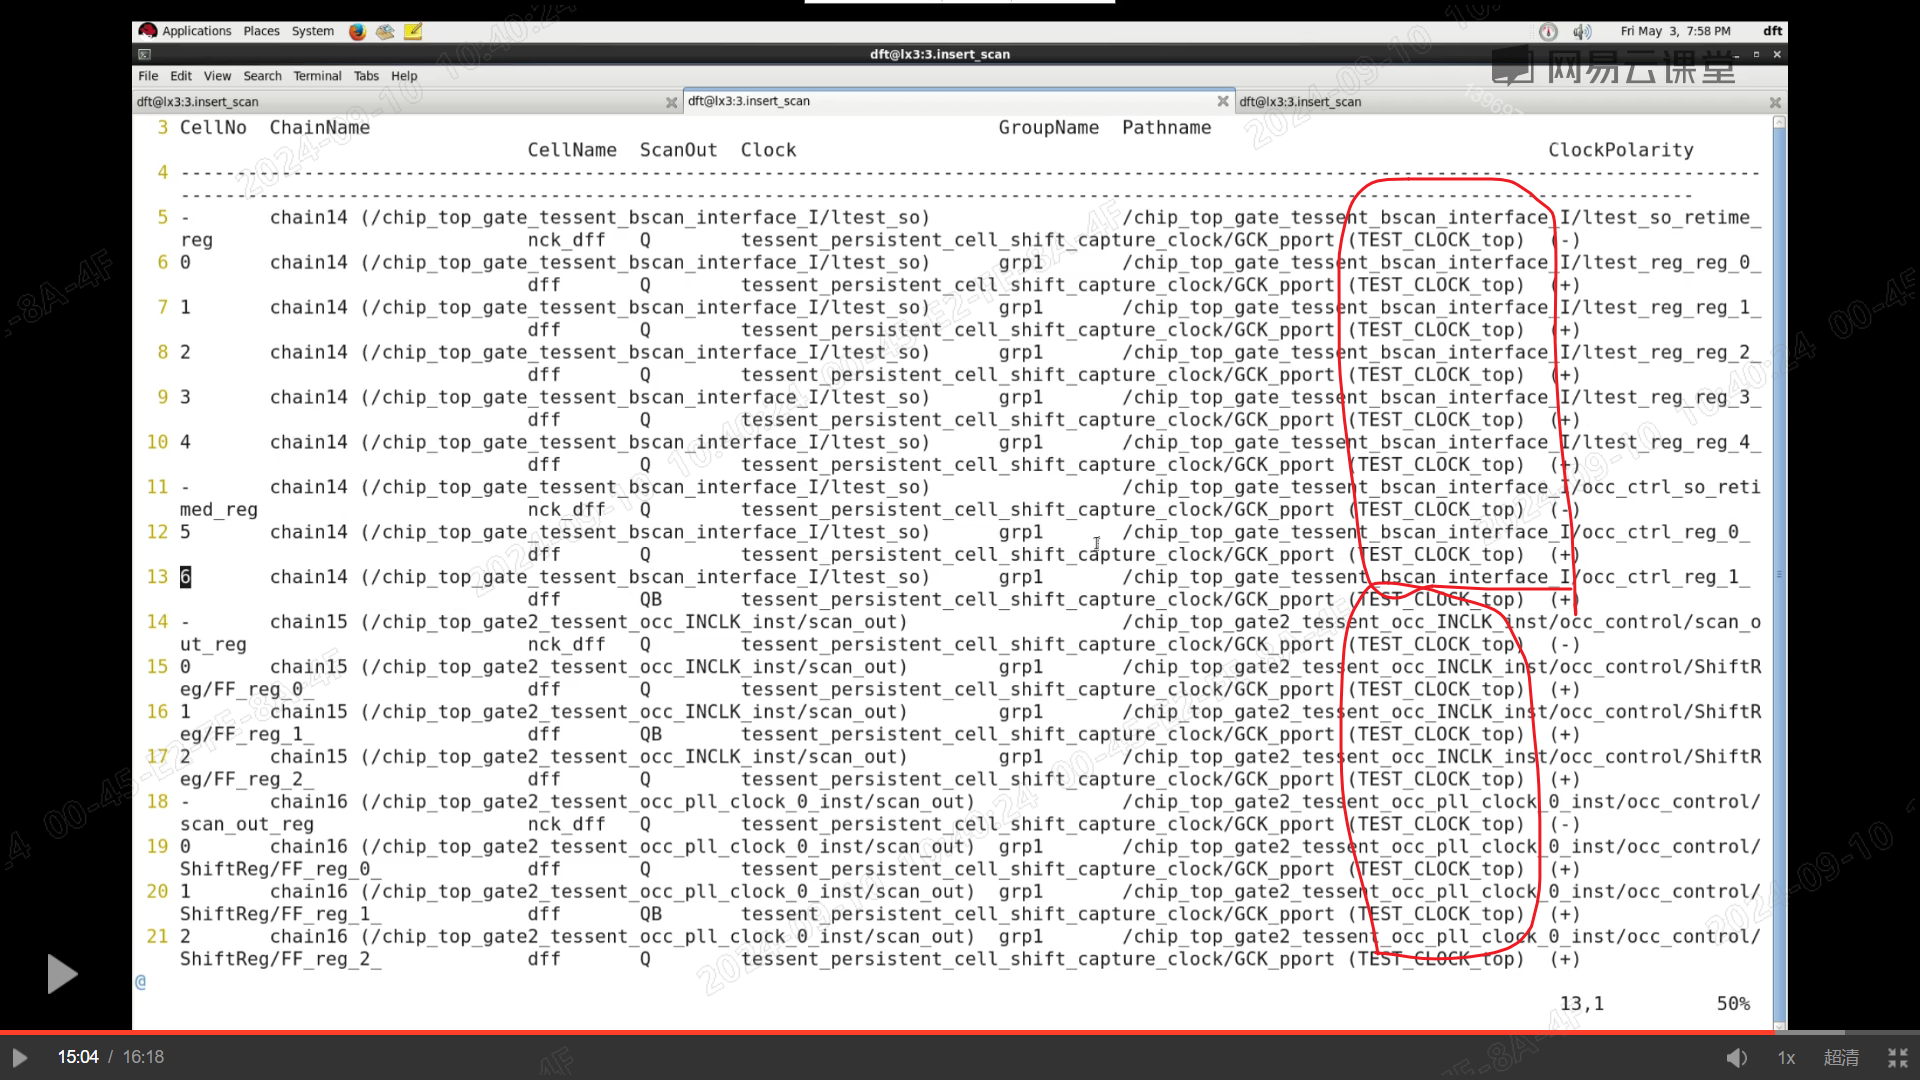 Applications Places System Fri May 3, 7:58 PM dft
dft@lx3:3.insert_scan
网易云课堂
File Edit View Search Terminal Tabs Help
dft@lx3:3.insert_scan dft@lx3:3.insert_scan dft@lx3:3.insert_scan
3 CellNo ChainName GroupName Pathname
CellName ScanOut Clock ClockPolarity
4 ----------------------------------------------------------------------------------------------------------------------------------------------
----------------------------------------------------------------------------------------------------------------------------------------
5 - chain14 (/chip_top_gate_tessent_bscan_interface_I/ltest_so) /chip_top_gate_tessent_bscan_interface_I/ltest_so_retime_
reg nck_dff Q tessent_persistent_cell_shift_capture_clock/GCK_pport (TEST_CLOCK_top) (-)
6 0 chain14 (/chip_top_gate_tessent_bscan_interface_I/ltest_so) grp1 /chip_top_gate_tessent_bscan_interface_I/ltest_reg_reg_0_
dff Q tessent_persistent_cell_shift_capture_clock/GCK_pport (TEST_CLOCK_top) (+)
7 1 chain14 (/chip_top_gate_tessent_bscan_interface_I/ltest_so) grp1 /chip_top_gate_tessent_bscan_interface_I/ltest_reg_reg_1_
dff Q tessent_persistent_cell_shift_capture_clock/GCK_pport (TEST_CLOCK_top) (+)
8 2 chain14 (/chip_top_gate_tessent_bscan_interface_I/ltest_so) grp1 /chip_top_gate_tessent_bscan_interface_I/ltest_reg_reg_2_
dff Q tessent_persistent_cell_shift_capture_clock/GCK_pport (TEST_CLOCK_top) (+)
9 3 chain14 (/chip_top_gate_tessent_bscan_interface_I/ltest_so) grp1 /chip_top_gate_tessent_bscan_interface_I/ltest_reg_reg_3_
dff Q tessent_persistent_cell_shift_capture_clock/GCK_pport (TEST_CLOCK_top) (+)
10 4 chain14 (/chip_top_gate_tessent_bscan_interface_I/ltest_so) grp1 /chip_top_gate_tessent_bscan_interface_I/ltest_reg_reg_4_
dff Q tessent_persistent_cell_shift_capture_clock/GCK_pport (TEST_CLOCK_top) (+)
11 - chain14 (/chip_top_gate_tessent_bscan_interface_I/ltest_so) /chip_top_gate_tessent_bscan_interface_I/occ_ctrl_so_reti
med_reg nck_dff Q tessent_persistent_cell_shift_capture_clock/GCK_pport (TEST_CLOCK_top) (-)
12 5 chain14 (/chip_top_gate_tessent_bscan_interface_I/ltest_so) grp1 /chip_top_gate_tessent_bscan_interface_I/occ_ctrl_reg_0_
dff Q tessent_persistent_cell_shift_capture_clock/GCK_pport (TEST_CLOCK_top) (+)
13 6 chain14 (/chip_top_gate_tessent_bscan_interface_I/ltest_so) grp1 /chip_top_gate_tessent_bscan_interface_I/occ_ctrl_reg_1_
dff QB tessent_persistent_cell_shift_capture_clock/GCK_pport (TEST_CLOCK_top) (+)
14 - chain15 (/chip_top_gate2_tessent_occ_INCLK_inst/scan_out) /chip_top_gate2_tessent_occ_INCLK_inst/occ_control/scan_o
ut_reg nck_dff Q tessent_persistent_cell_shift_capture_clock/GCK_pport (TEST_CLOCK_top) (-)
15 0 chain15 (/chip_top_gate2_tessent_occ_INCLK_inst/scan_out) grp1 /chip_top_gate2_tessent_occ_INCLK_inst/occ_control/ShiftR
eg/FF_reg_0_ dff Q tessent_persistent_cell_shift_capture_clock/GCK_pport (TEST_CLOCK_top) (+)
16 1 chain15 (/chip_top_gate2_tessent_occ_INCLK_inst/scan_out) grp1 /chip_top_gate2_tessent_occ_INCLK_inst/occ_control/ShiftR
eg/FF_reg_1_ dff QB tessent_persistent_cell_shift_capture_clock/GCK_pport (TEST_CLOCK_top) (+)
17 2 chain15 (/chip_top_gate2_tessent_occ_INCLK_inst/scan_out) grp1 /chip_top_gate2_tessent_occ_INCLK_inst/occ_control/ShiftR
eg/FF_reg_2_ dff Q tessent_persistent_cell_shift_capture_clock/GCK_pport (TEST_CLOCK_top) (+)
18 - chain16 (/chip_top_gate2_tessent_occ_pll_clock_0_inst/scan_out) /chip_top_gate2_tessent_occ_pll_clock_0_inst/occ_control/
scan_out_reg nck_dff Q tessent_persistent_cell_shift_capture_clock/GCK_pport (TEST_CLOCK_top) (-)
19 0 chain16 (/chip_top_gate2_tessent_occ_pll_clock_0_inst/scan_out) grp1 /chip_top_gate2_tessent_occ_pll_clock_0_inst/occ_control/
ShiftReg/FF_reg_0_ dff Q tessent_persistent_cell_shift_capture_clock/GCK_pport (TEST_CLOCK_top) (+)
20 1 chain16 (/chip_top_gate2_tessent_occ_pll_clock_0_inst/scan_out) grp1 /chip_top_gate2_tessent_occ_pll_clock_0_inst/occ_control/
ShiftReg/FF_reg_1_ dff QB tessent_persistent_cell_shift_capture_clock/GCK_pport (TEST_CLOCK_top) (+)
21 2 chain16 (/chip_top_gate2_tessent_occ_pll_clock_0_inst/scan_out) grp1 /chip_top_gate2_tessent_occ_pll_clock_0_inst/occ_control/
ShiftReg/FF_reg_2_ dff Q tessent_persistent_cell_shift_capture_clock/GCK_pport (TEST_CLOCK_top) (+)
@
13,1 50%
15:04 / 16:18 1x 超清